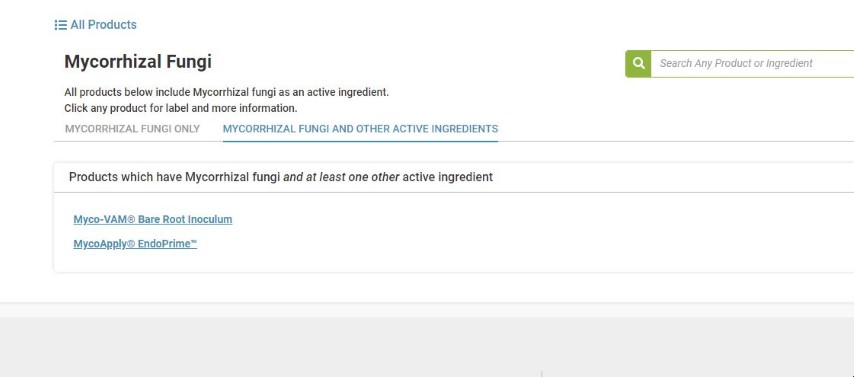 All Products
Mycorrhizal Fungi
Search Any Product or Ingredient
All products below include Mycorrhizal fungi as an active ingredient.
Click any product for label and more information.
MYCORRHIZAL FUNGI ONLY
MYCORRHIZAL FUNGI AND OTHER ACTIVE INGREDIENTS
Products which have Mycorrhizal fungi and at least one other active ingredient
Myco-VAM® Bare Root Inoculum
MycoApply® EndoPrime™